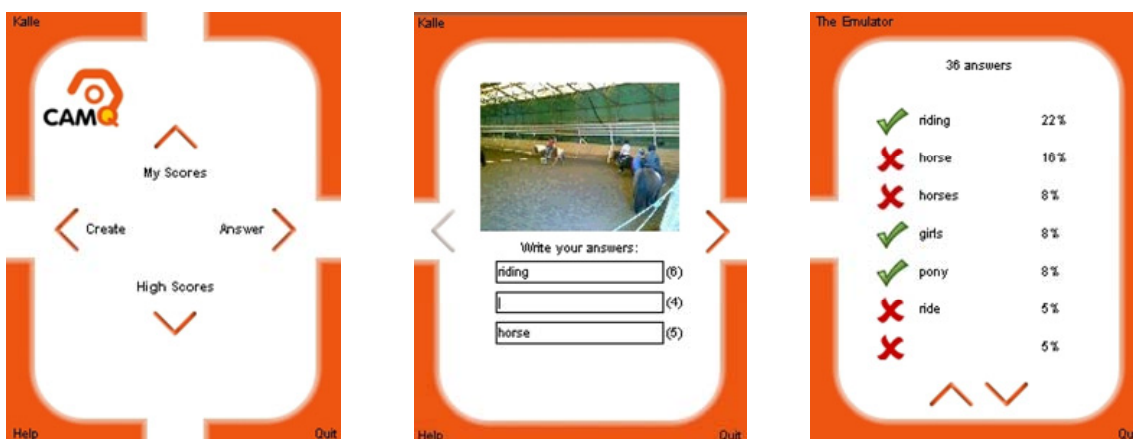 Kalle
CAMQ
My Scores
Create
Answer
High Scores
Help
Quit
Kalle
Write your answers:
riding (6)
(4)
horse (5)
Help
Quit
The Emulator
36 answers
riding 22%
horse 16%
horses 8%
girls 8%
pony 8%
ride 5%
5%
Qu